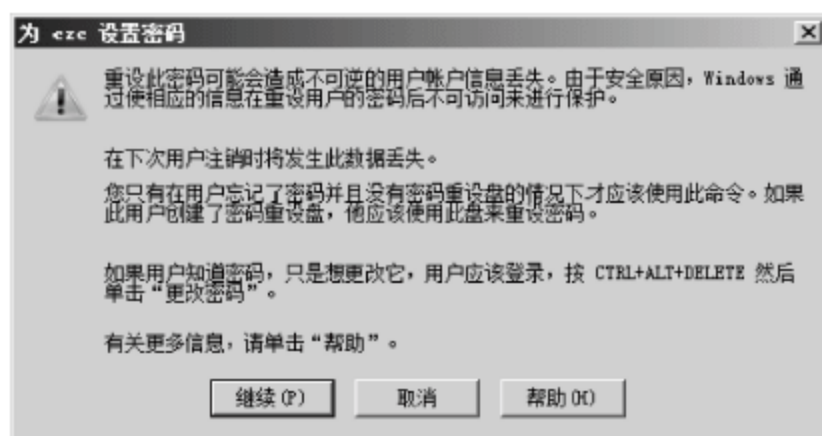 为 eze 设置密码
重设此密码可能会造成不可逆的用户帐户信息丢失。由于安全原因，Windows 通
过使相应的信息在重设用户的密码后不可访问来进行保护。
在下次用户注销时将发生此数据丢失。
您只有在用户忘记了密码并且没有密码重设盘的情况下才应该使用此命令。如果
此用户创建了密码重设盘，他应该使用此盘来重设密码。
如果用户知道密码，只是想更改它，用户应该登录，按 CTRL+ALT+DELETE 然后
单击“更改密码”。
有关更多信息，请单击“帮助”。
继续(P)
取消
帮助(H)